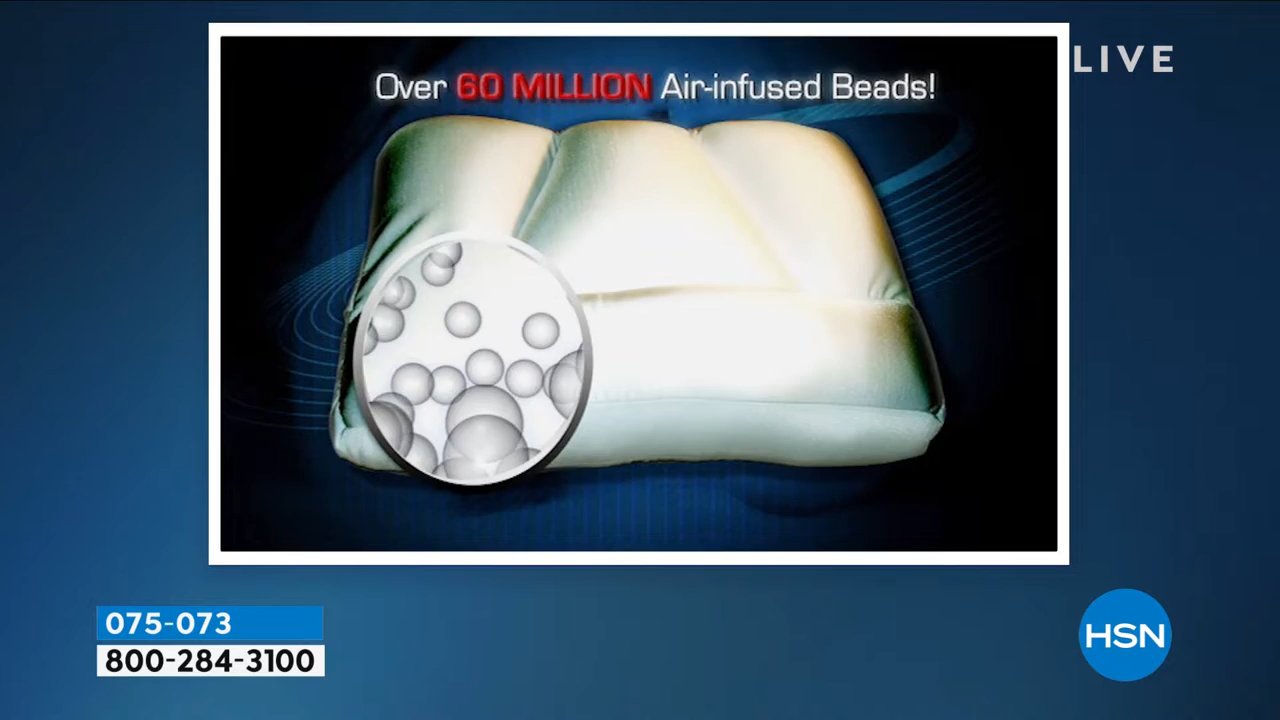 Over 60 MILLION Air-infused Beads!
LIVE
075-073
800-284-3100
HSN